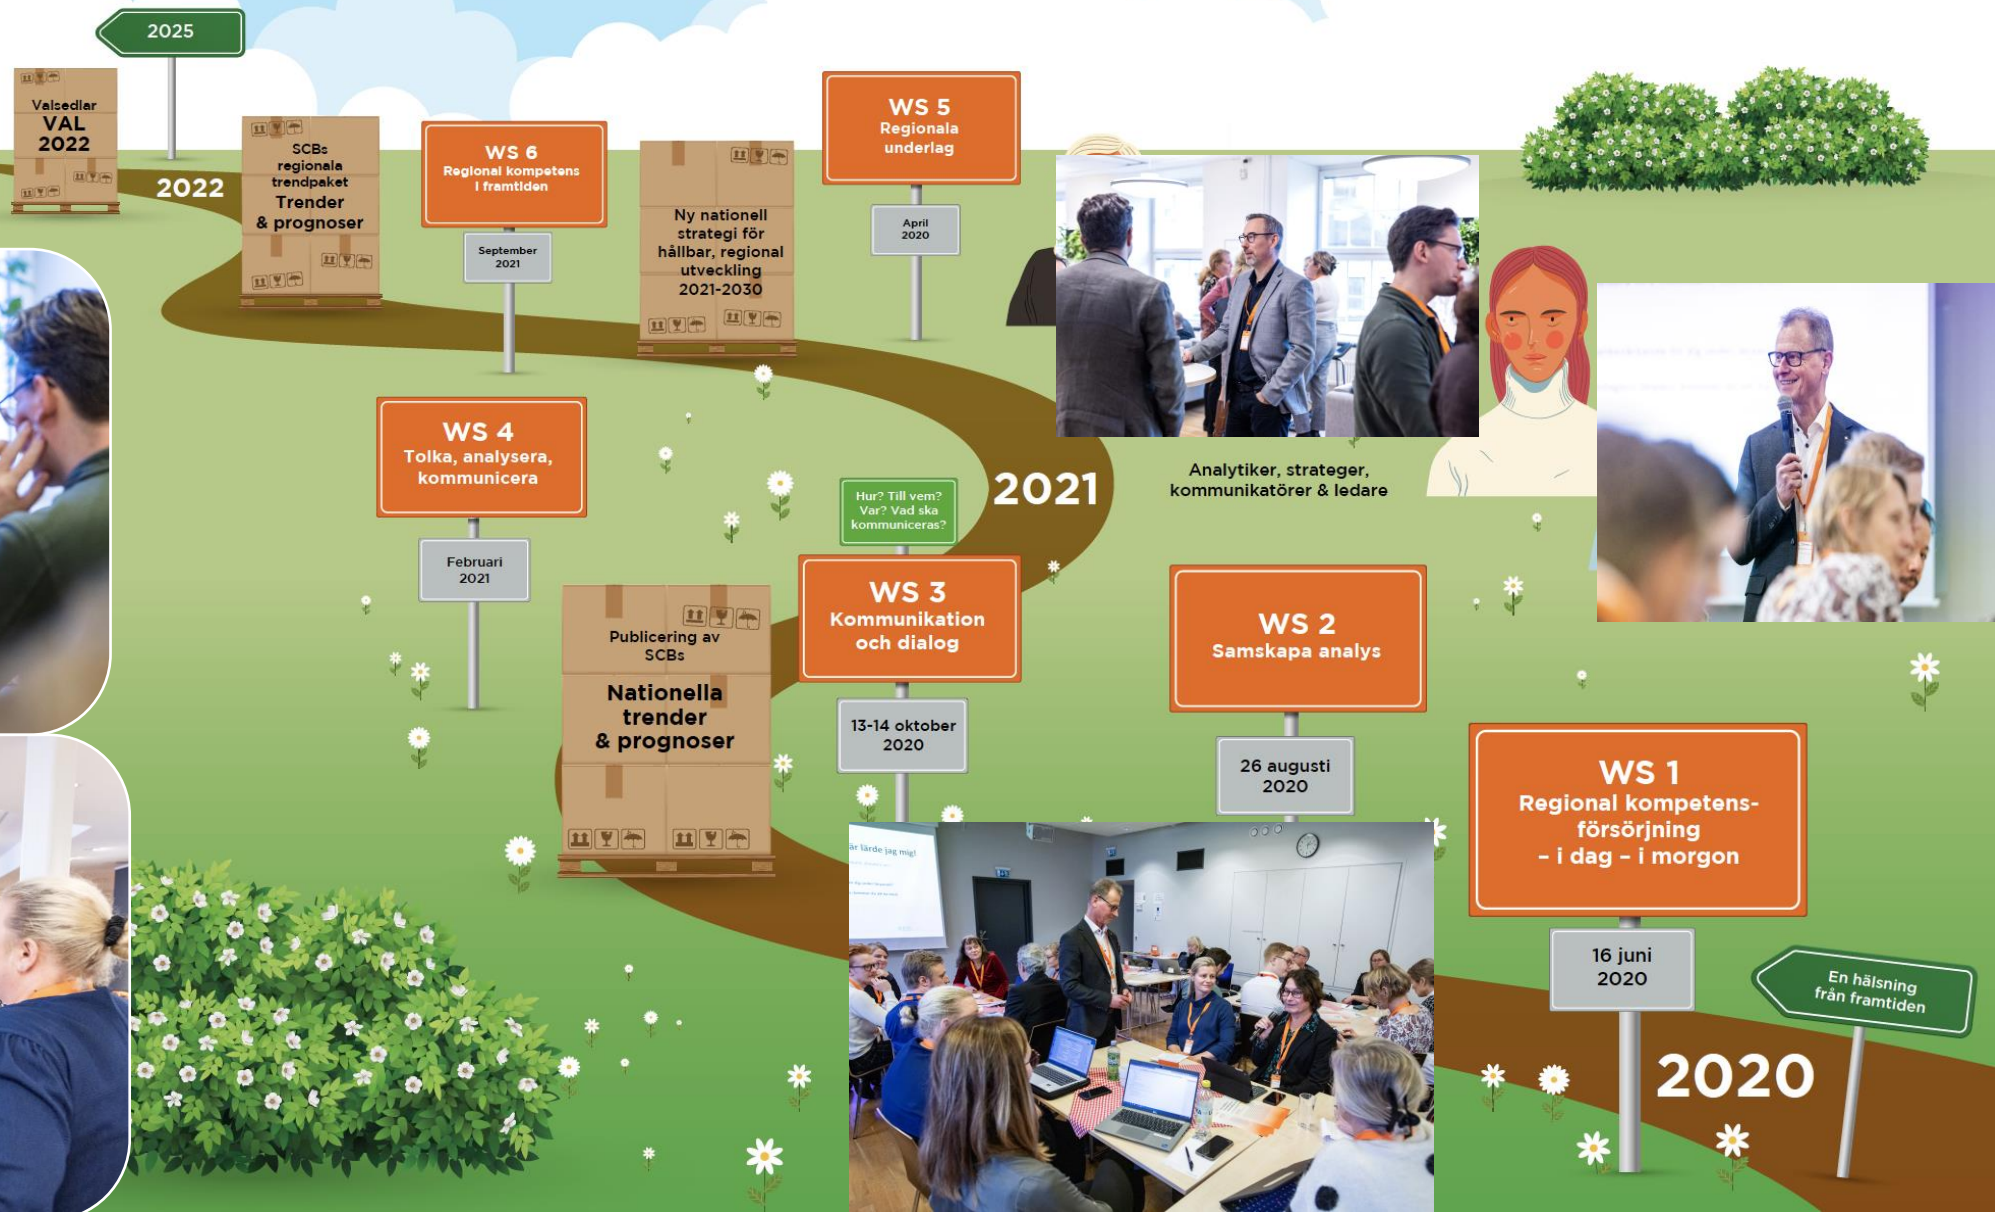 2025
Valsedlar
VAL
2022
2022
SCBs
regionala
trendpaket
Trender
& prognoser
WS 6
Regional kompetens
i framtiden
September
2021
Ny nationell
strategi för
hållbar, regional
utveckling
2021-2030
WS 5
Regionala
underlag
April
2020
WS 4
Tolka, analysera,
kommunicera
Februari
2021
Hur? Till vem?
Var? Vad ska
kommuniceras?
2021
Analytiker, strateger,
kommunikatörer & ledare
Publicering av
SCBs
Nationella
trender
& prognoser
WS 3
Kommunikation
och dialog
13-14 oktober
2020
WS 2
Samskapa analys
26 augusti
2020
WS 1
Regional kompetens-
försörjning
– i dag – i morgon
16 juni
2020
En hälsning
från framtiden
2020
är lärde jag mig!